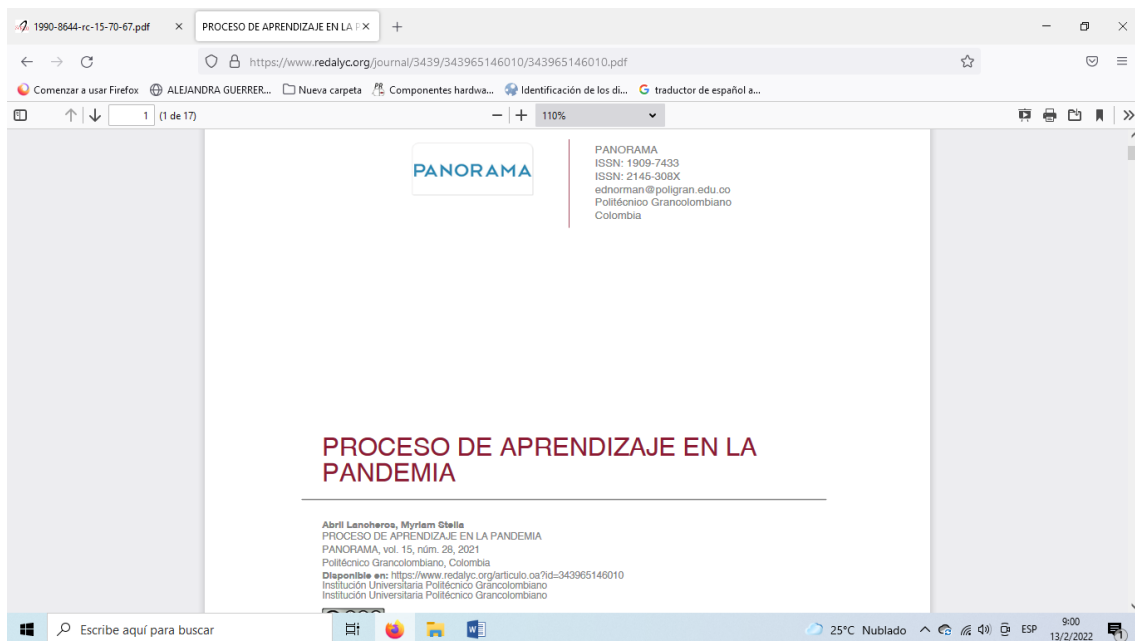 1990-8644-rc-15-70-67.pdf
PROCESO DE APRENDIZAJE EN LA P
https://www.redalyc.org/journal/3439/343965146010/343965146010.pdf
Comenzar a usar Firefox ALEJANDRA GUERRER... Nueva carpeta Componentes hardwa... Identificación de los di... traductor de español a...
1 (1 de 17) 110%
PANORAMA
PANORAMA
ISSN: 1909-7433
ISSN: 2145-308X
ednorman@poligran.edu.co
Politécnico Grancolombiano
Colombia
PROCESO DE APRENDIZAJE EN LA
PANDEMIA
Abril Lancheros, Myriam Stella
PROCESO DE APRENDIZAJE EN LA PANDEMIA
PANORAMA, vol. 15, núm. 28, 2021
Politécnico Grancolombiano, Colombia
Disponible en: https://www.redalyc.org/articulo.oa?id=343965146010
Institución Universitaria Politécnico Grancolombiano
Institución Universitaria Politécnico Grancolombiano
Escribe aquí para buscar
25°C Nublado
ESP
9:00
13/2/2022